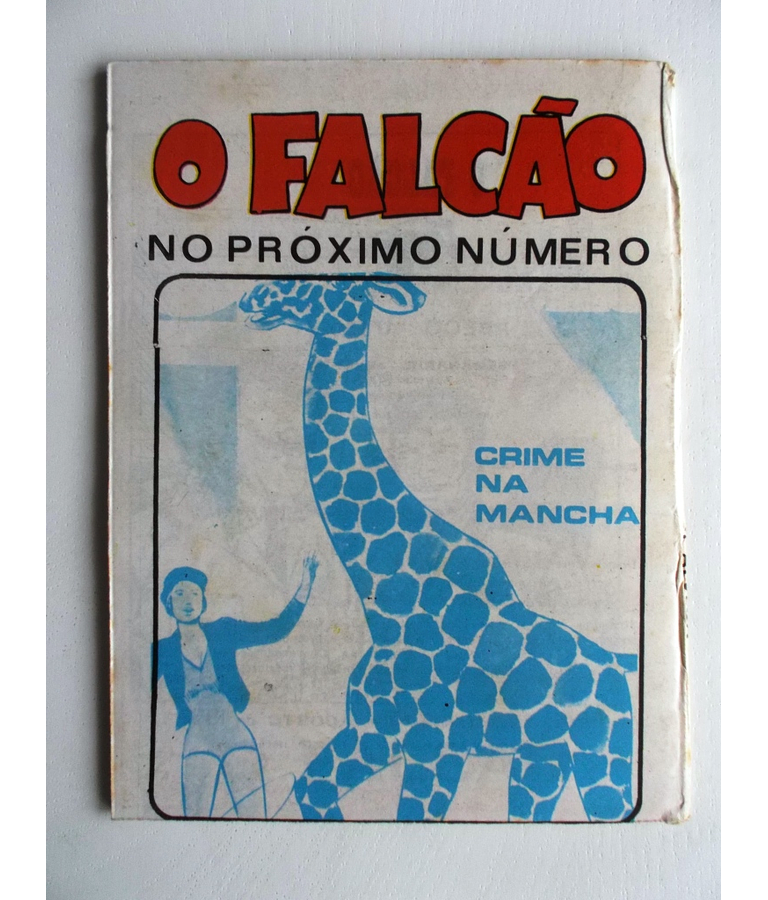 O FALCÃO
NO PRÓXIMO NÚMERO
CRIME
NA
MANCHA